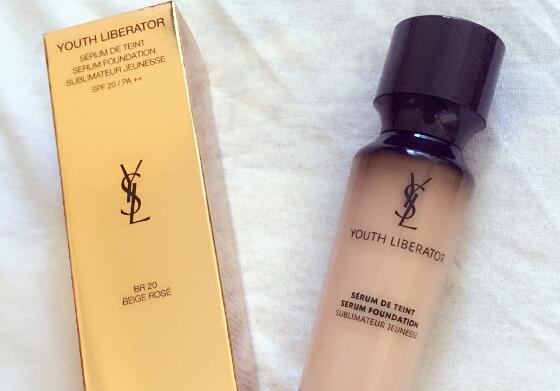 YOUTH LIBERATOR
SÉRUM DE TEINT
SERUM FOUNDATION
SUBLIMATEUR JEUNESSE
SPF 20 / PA ++
YSL
BR 20
BEIGE ROSÉ
YSL
YOUTH LIBERATOR
SÉRUM DE TEINT
SERUM FOUNDATION
SUBLIMATEUR JEUNESSE